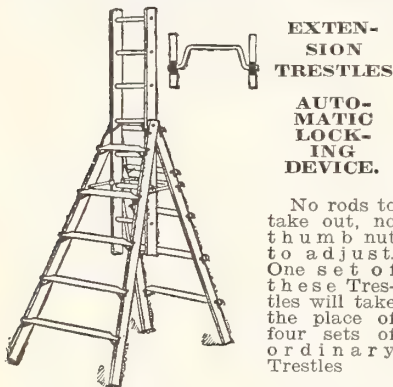 EXTEN-
SION
TRESTLES
AUTO-
MATIC
LOCK-
ING
DEVICE.
No rods to
take out, no
thumb nut
to adjust.
One set of
these Tres-
tles will take
the place of
four sets of
ordinary
Trestles